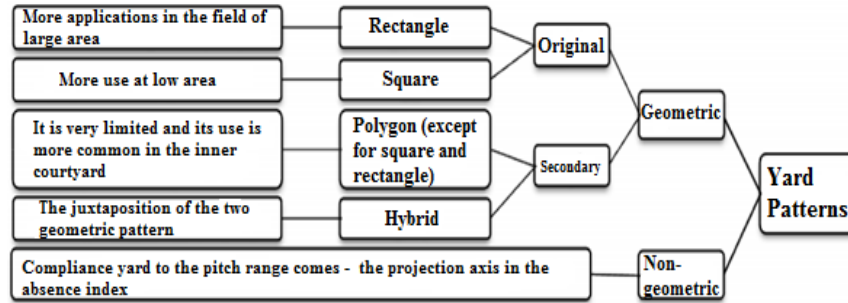 More applications in the field of
large area
Rectangle
Original
More use at low area
Square
Geometric
It is very limited and its use is
more common in the inner
courtyard
Polygon (except
for square and
rectangle)
Secondary
Yard
Patterns
The juxtaposition of the two
geometric pattern
Hybrid
Compliance yard to the pitch range comes - the projection axis in the
absence index
Non-
geometric